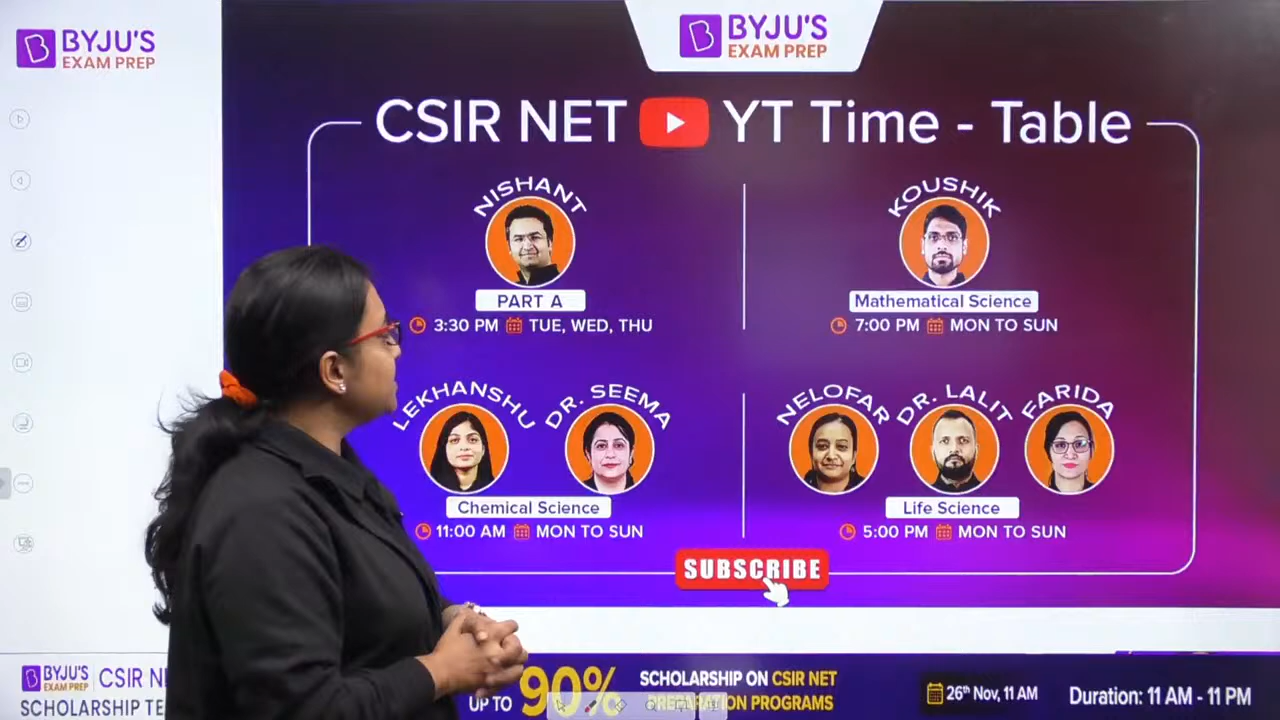 BYJU'S
EXAM PREP
BYJU'S
EXAM PREP
CSIR NET YT Time - Table
NISHANT
PART A
3:30 PM TUE, WED, THU
KOUSHIK
Mathematical Science
7:00 PM MON TO SUN
LEKHANSHU
DR. SEEMA
Chemical Science
11:00 AM MON TO SUN
NELOFAR
DR. LALIT
FARIDA
Life Science
5:00 PM MON TO SUN
SUBSCRIBE
BYJU'S
EXAM PREP
CSIR
SCHOLARSHIP
UP TO 90%
SCHOLARSHIP ON CSIR NET
PREPARATION PROGRAMS
26th Nov, 11 AM
Duration: 11 AM - 11 PM